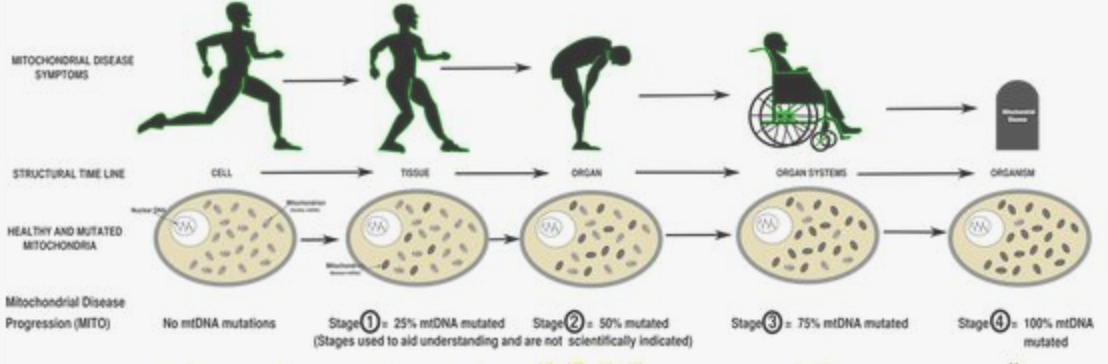 MITOCHONDRIAL DISEASE
SYMPTOMS
Mitochondrial
Disease
STRUCTURAL TIME LINE
CELL
TISSUE
ORGAN
ORGAN SYSTEMS
ORGANISM
Nuclear DNA
Mitochondrion
Mitochondrion
HEALTHY AND MUTATED
MITOCHONDRIA
Mitochondrial Disease
Progression (MITO)
No mtDNA mutations
Stage 1 = 25% mtDNA mutated
Stage 2 = 50% mutated
Stage 3 = 75% mtDNA mutated
Stage 4 = 100% mtDNA
mutated
(Stages used to aid understanding and are not scientifically indicated)